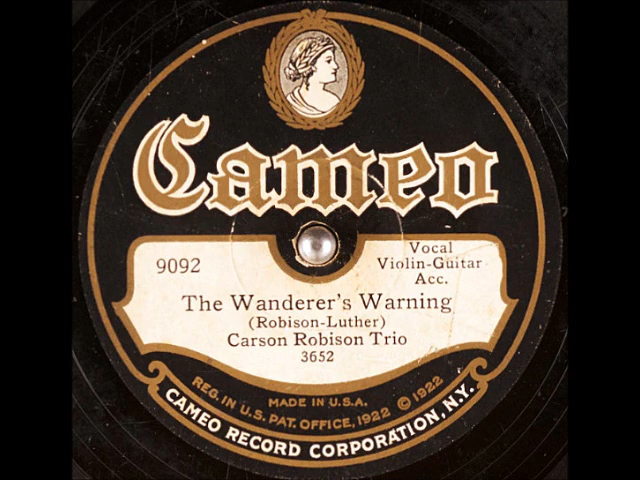 Cameo
9092
Vocal
Violin-Guitar
Acc.
The Wanderer's Warning
(Robison-Luther)
Carson Robison Trio
3652
MADE IN U.S.A.
REG. IN U.S. PAT. OFFICE, 1922 © 1922
CAMEO RECORD CORPORATION, N.Y.